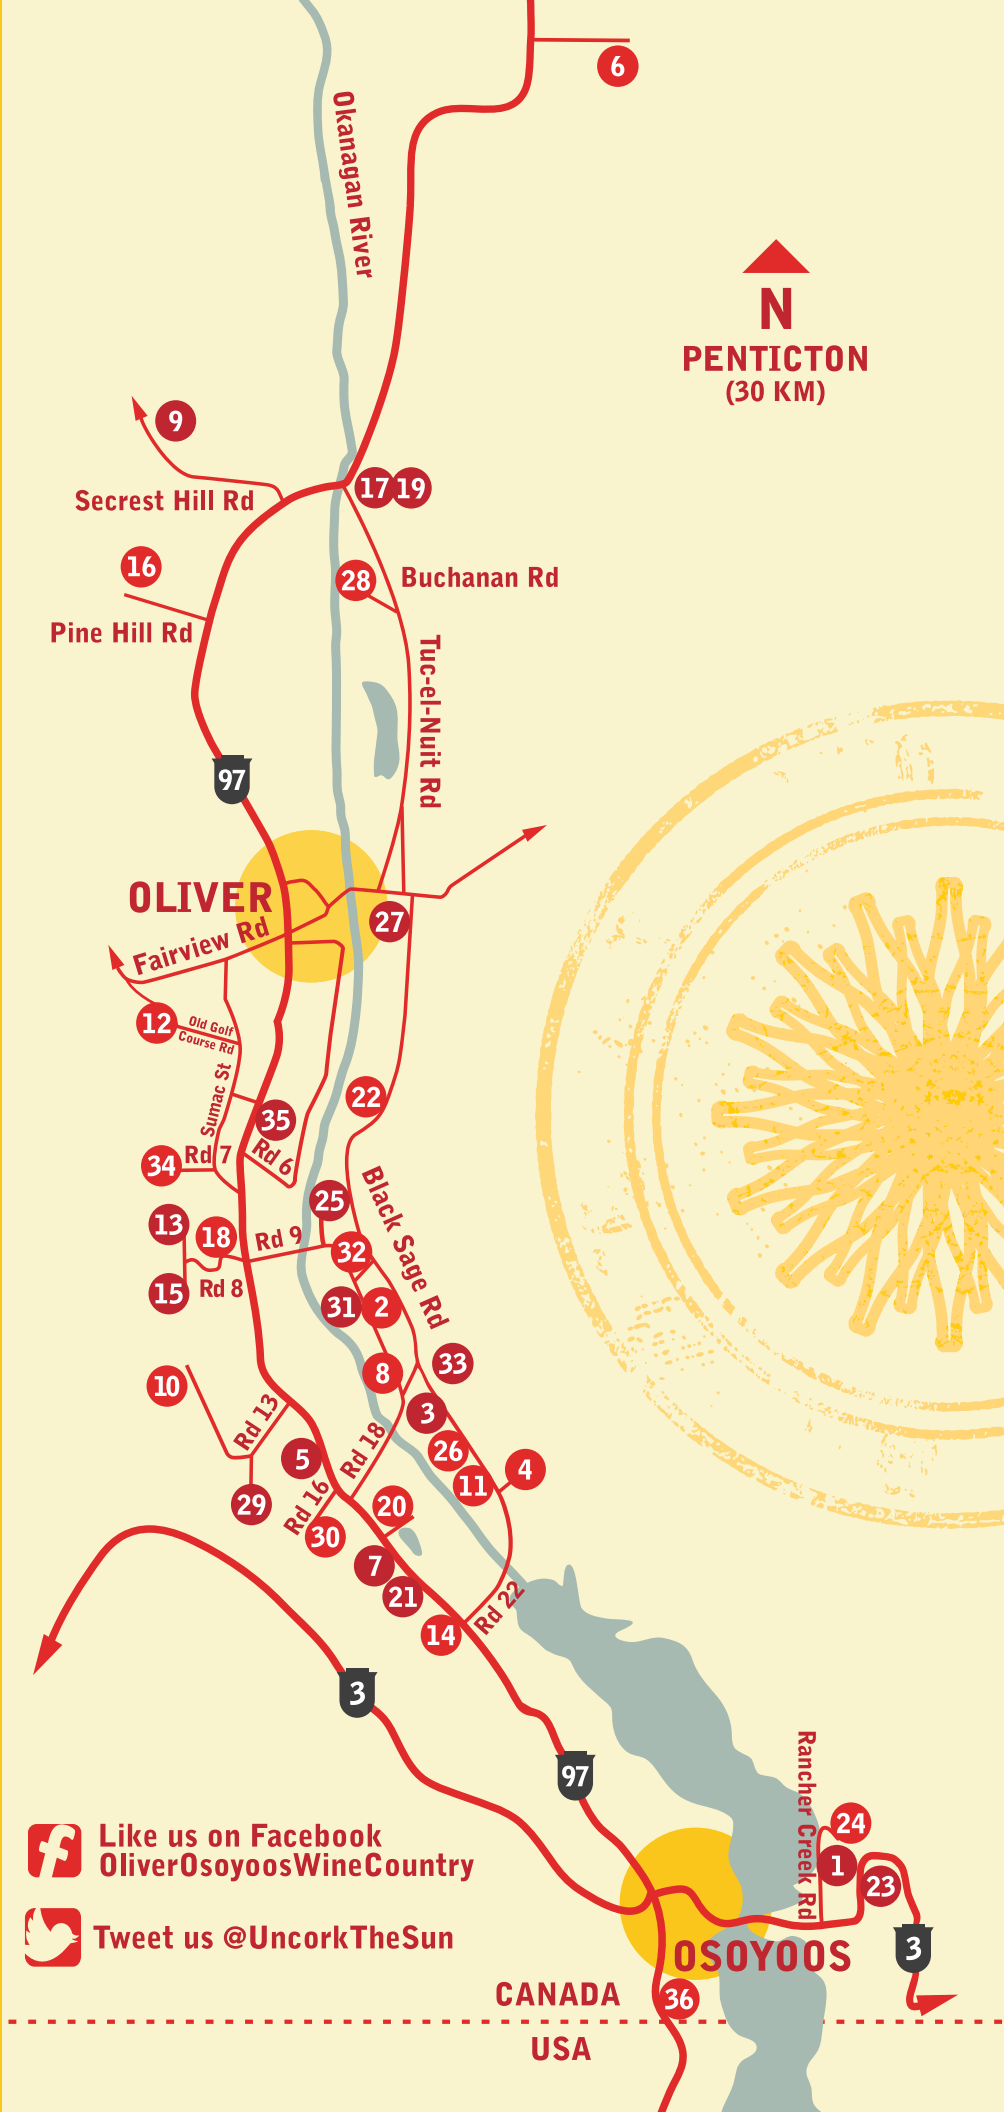 6
Okanagan River
N
PENTICTON
(30 KM)
9
17 19
Secrest Hill Rd
16
28
Buchanan Rd
Pine Hill Rd
Tuc-el-Nuit Rd
97
OLIVER
27
Fairview Rd
12
Old Golf
Course Rd
Sumac St
22
35
Rd 7
Rd 6
34
Black Sage Rd
25
13
18
Rd 9
32
15
Rd 8
31
2
33
8
10
3
Rd 13
Rd 18
26
5
4
11
29
Rd 16
20
30
7
21
Rd 22
14
3
97
Rancher Creek Rd
24
1
23
Like us on Facebook
OliverOsoyoosWineCountry
Tweet us @UncorkTheSun
3
OSOYOOS
CANADA
36
USA